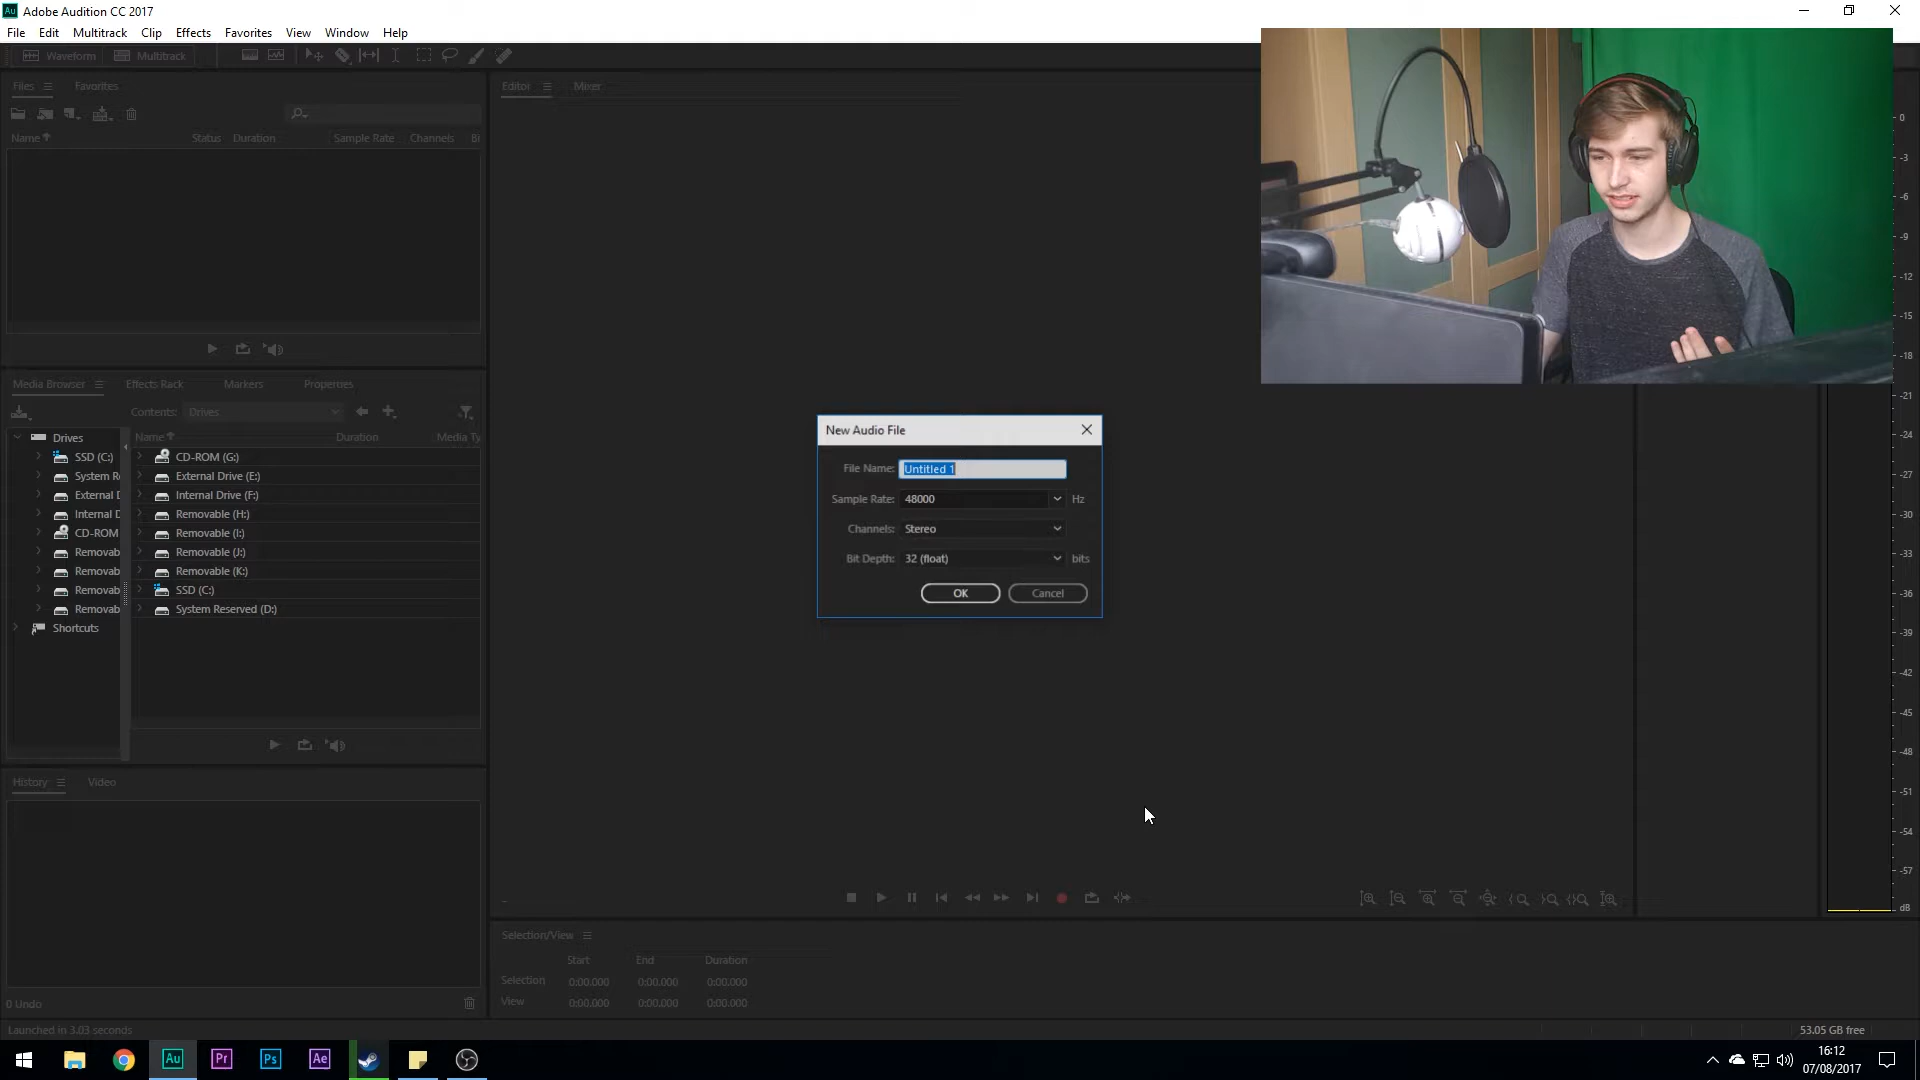 Au Adobe Audition CC 2017
File Edit Multitrack Clip Effects Favorites View Window Help
Waveform Multitrack
Files Favorites
Editor Mixer
Name Status Duration Sample Rate Channels Bi
Media Browser Effects Rack Markers Properties
Contents: Drives
Drives
SSD (C:)
System R
External D
Internal D
CD-ROM
Removab
Removab
Removab
Removab
Shortcuts
Name Duration Media Ty
CD-ROM (G:)
External Drive (E:)
Internal Drive (F:)
Removable (H:)
Removable (I:)
Removable (J:)
Removable (K:)
SSD (C:)
System Reserved (D:)
New Audio File
File Name: Untitled 1
Sample Rate: 48000 Hz
Channels: Stereo
Bit Depth: 32 (float) bits
OK Cancel
0
-3
-6
-9
-12
-15
-18
-21
-24
-27
-30
-33
-36
-39
-42
-45
-48
-51
-54
-57
dB
History Video
0 Undo
Selection/View
Start End Duration
Selection 0:00.000 0:00.000 0:00.000
View 0:00.000 0:00.000 0:00.000
Launched in 3.03 seconds
53.05 GB free
Au Pr Ps Ae
16:12
07/08/2017